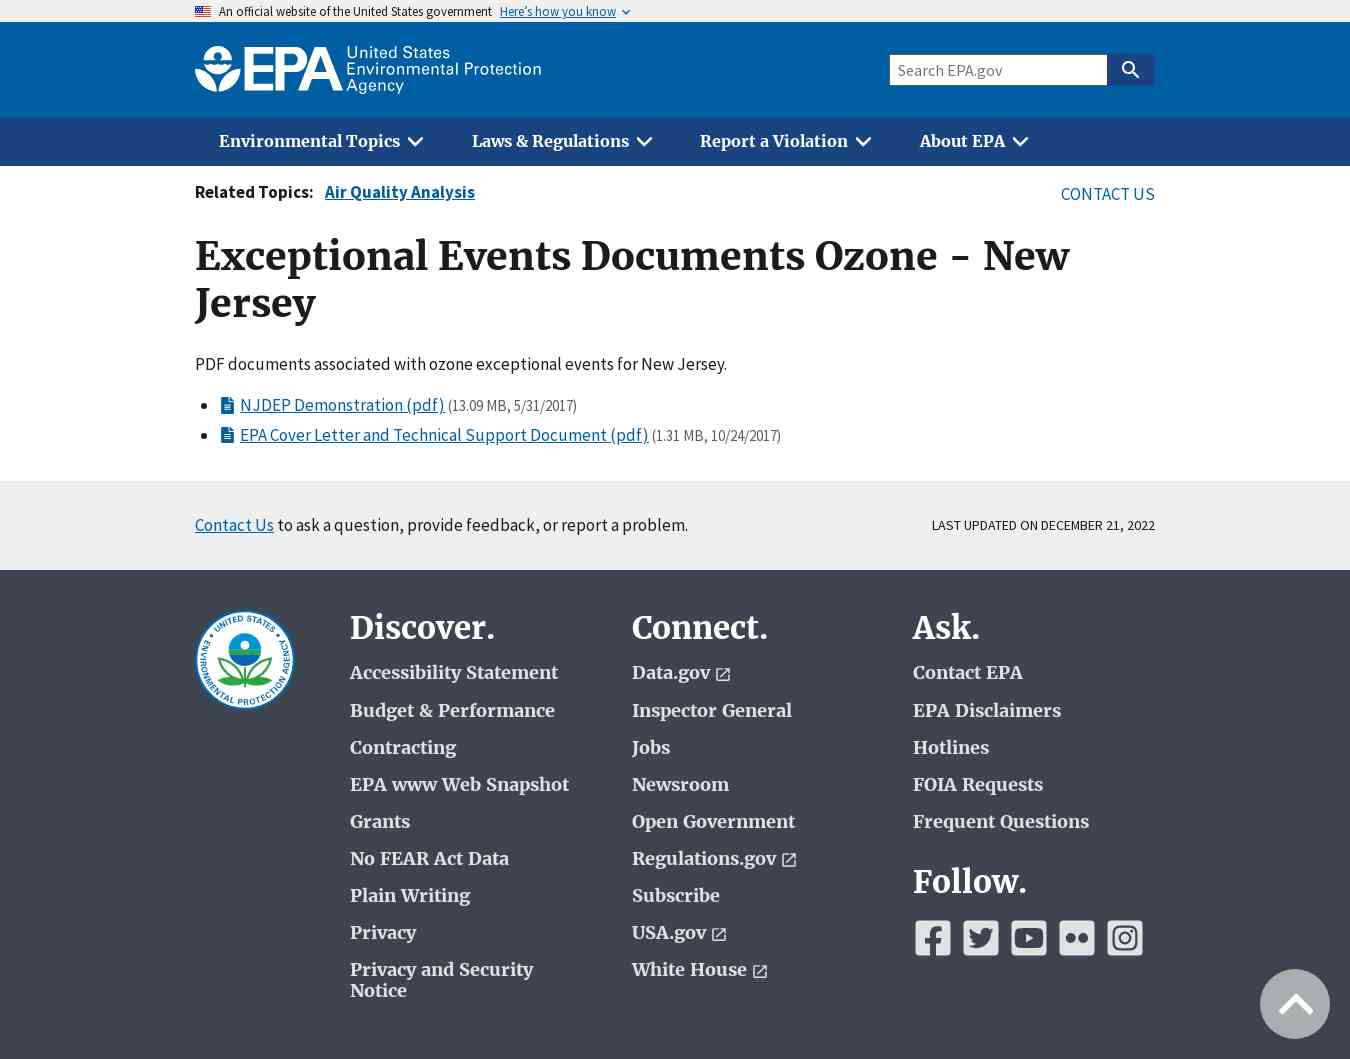 An official website of the United States government Here's how you know
EPA United States
Environmental Protection
Agency
Search EPA.gov
Environmental Topics Laws & Regulations Report a Violation About EPA
Related Topics: Air Quality Analysis CONTACT US
Exceptional Events Documents Ozone - New
Jersey
PDF documents associated with ozone exceptional events for New Jersey.
NJDEP Demonstration (pdf) (13.09 MB, 5/31/2017)
EPA Cover Letter and Technical Support Document (pdf) (1.31 MB, 10/24/2017)
Contact Us to ask a question, provide feedback, or report a problem. LAST UPDATED ON DECEMBER 21, 2022
UNITED STATES
ENVIRONMENTAL PROTECTION AGENCY
Discover.
Accessibility Statement
Budget & Performance
Contracting
EPA www Web Snapshot
Grants
No FEAR Act Data
Plain Writing
Privacy
Privacy and Security
Notice
Connect.
Data.gov
Inspector General
Jobs
Newsroom
Open Government
Regulations.gov
Subscribe
USA.gov
White House
Ask.
Contact EPA
EPA Disclaimers
Hotlines
FOIA Requests
Frequent Questions
Follow.